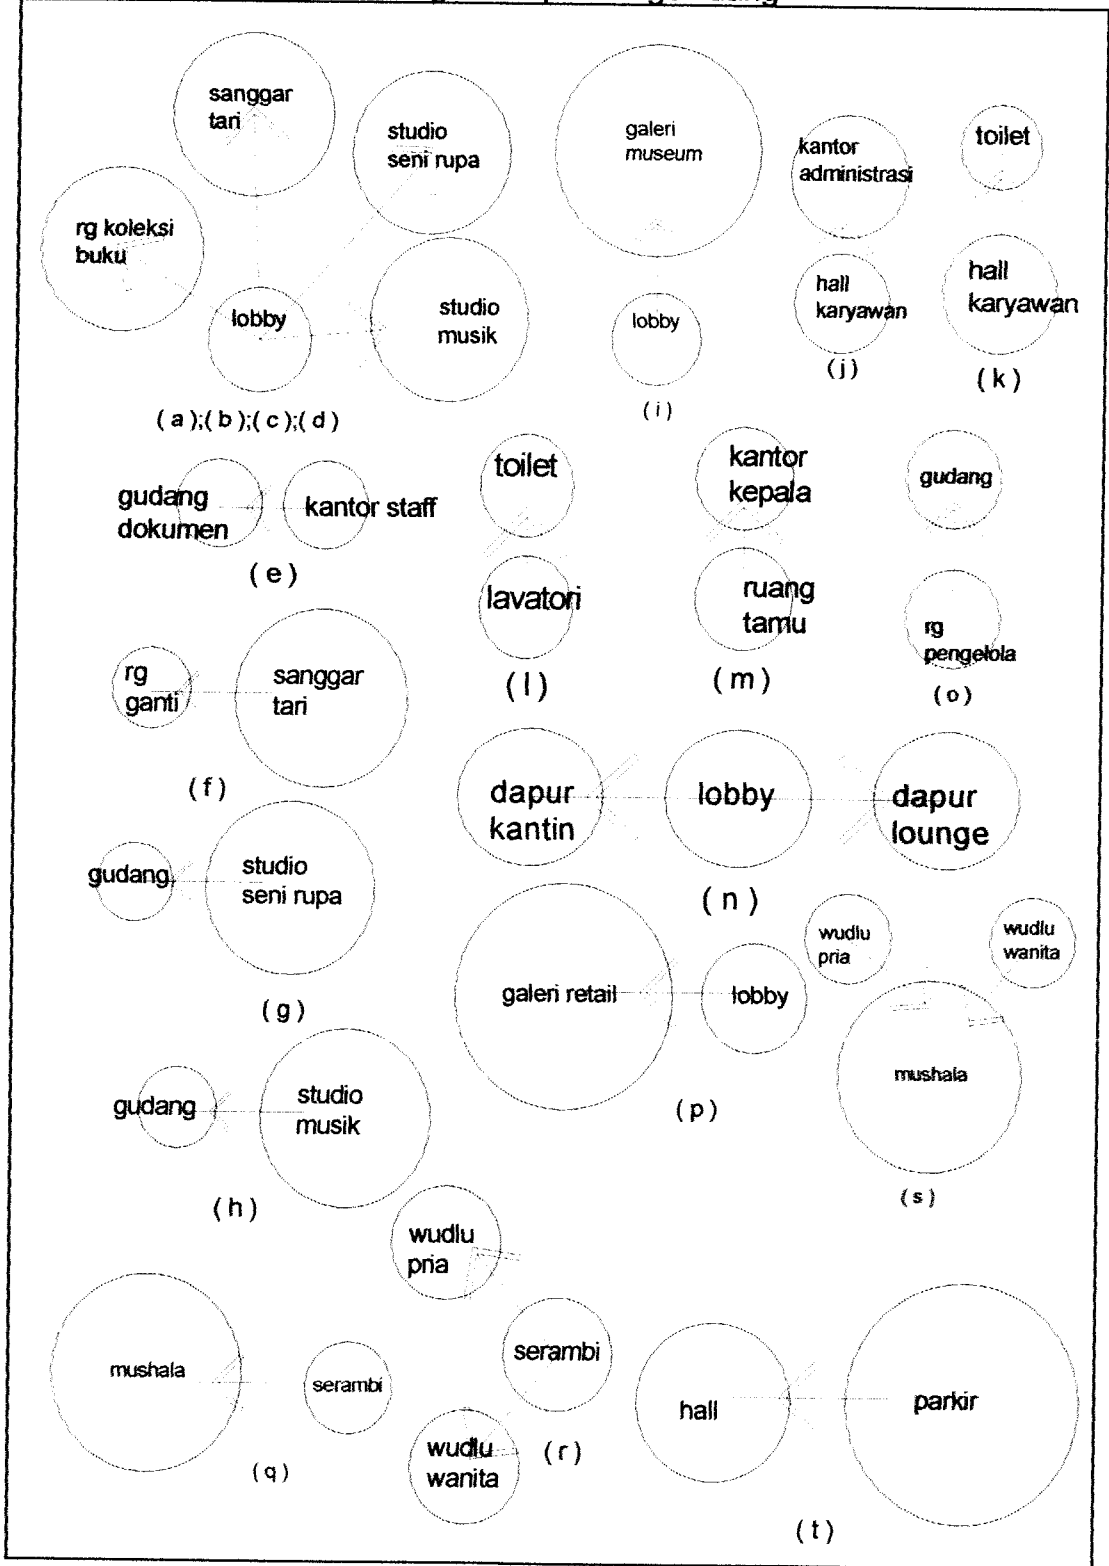 sanggar
tari
studio
seni rupa
rg koleksi
buku
lobby
studio
musik
( a );( b );( c );( d )
galeri
museum
lobby
( i )
kantor
administrasi
hall
karyawan
( j )
toilet
hall
karyawan
( k )
gudang
dokumen
kantor staff
( e )
toilet
lavatori
( l )
kantor
kepala
ruang
tamu
( m )
gudang
rg
pengelola
( o )
rg
ganti
sanggar
tari
( f )
dapur
kantin
lobby
dapur
lounge
( n )
gudang
studio
seni rupa
( g )
galeri retail
lobby
( p )
wudlu
pria
wudlu
wanita
mushala
( s )
gudang
studio
musik
( h )
wudlu
pria
serambi
wudlu
wanita
( r )
mushala
serambi
( q )
hall
parkir
( t )